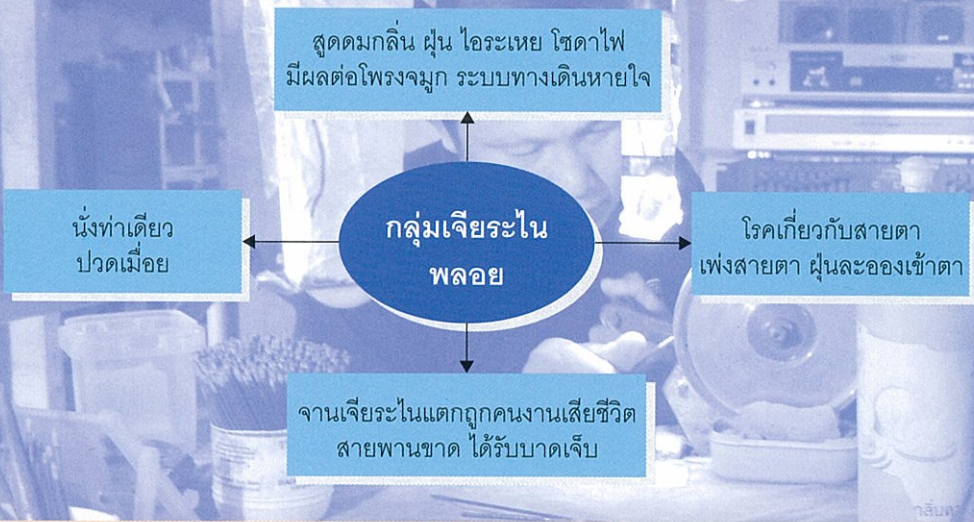 สูดดมกลิ่น ฝุ่น ไอระเหย โซดาไฟ
มีผลต่อโพรงจมูก ระบบทางเดินหายใจ
นั่งท่าเดียว
ปวดเมื่อย
กลุ่มเจียระไน
พลอย
โรคเกี่ยวกับสายตา
เพ่งสายตา ฝุ่นละอองเข้าตา
จานเจียระไนแตกถูกคนงานเสียชีวิต
สายพานขาด ได้รับบาดเจ็บ